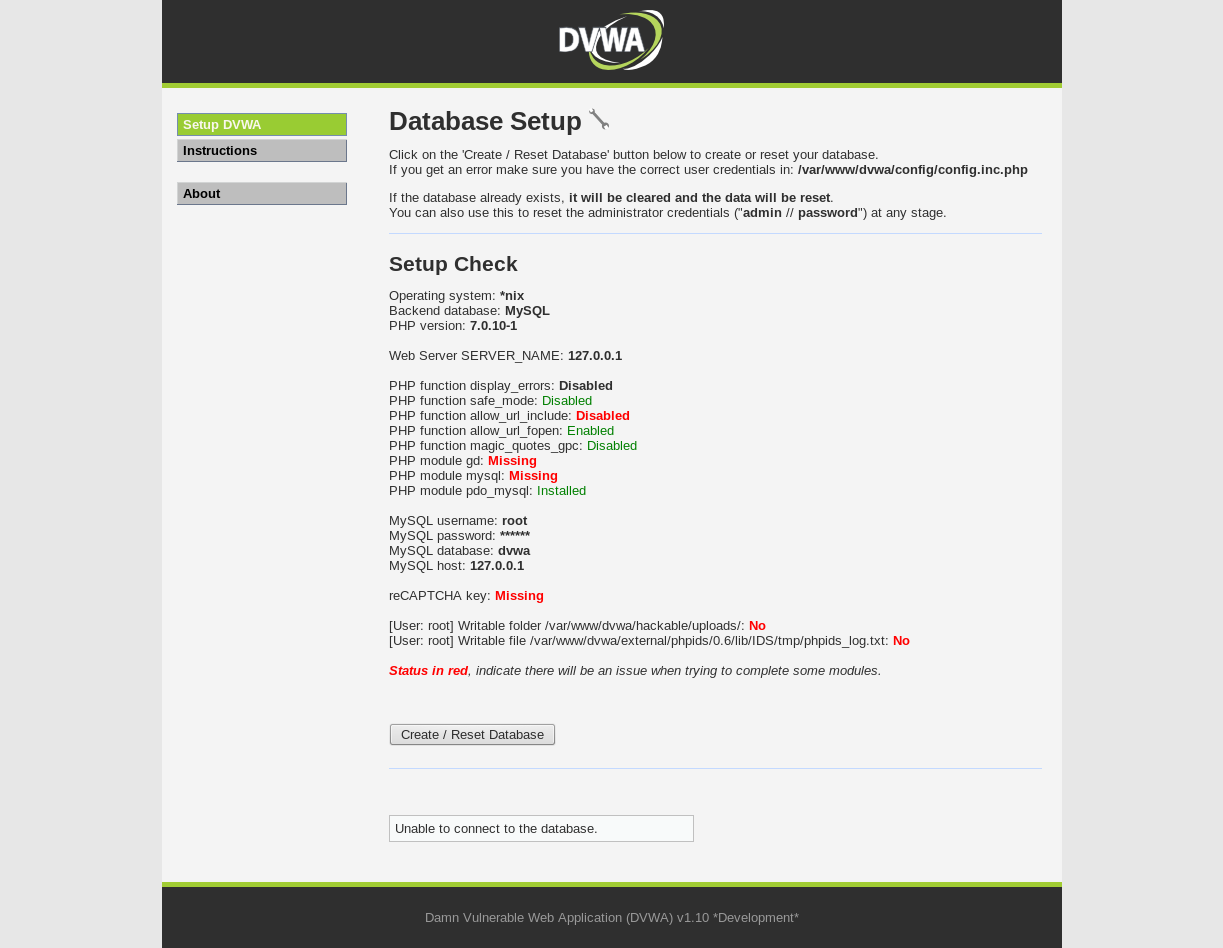 DVWA
Setup DVWA
Instructions
About
Database Setup
Click on the 'Create / Reset Database' button below to create or reset your database.
If you get an error make sure you have the correct user credentials in: /var/www/dvwa/config/config.inc.php
If the database already exists, it will be cleared and the data will be reset.
You can also use this to reset the administrator credentials ("admin // password") at any stage.
Setup Check
Operating system: *nix
Backend database: MySQL
PHP version: 7.0.10-1
Web Server SERVER_NAME: 127.0.0.1
PHP function display_errors: Disabled
PHP function safe_mode: Disabled
PHP function allow_url_include: Disabled
PHP function allow_url_fopen: Enabled
PHP function magic_quotes_gpc: Disabled
PHP module gd: Missing
PHP module mysql: Missing
PHP module pdo_mysql: Installed
MySQL username: root
MySQL password: ******
MySQL database: dvwa
MySQL host: 127.0.0.1
reCAPTCHA key: Missing
[User: root] Writable folder /var/www/dvwa/hackable/uploads/: No
[User: root] Writable file /var/www/dvwa/external/phpids/0.6/lib/IDS/tmp/phpids_log.txt: No
Status in red, indicate there will be an issue when trying to complete some modules.
Create / Reset Database
Unable to connect to the database.
Damn Vulnerable Web Application (DVWA) v1.10 *Development*